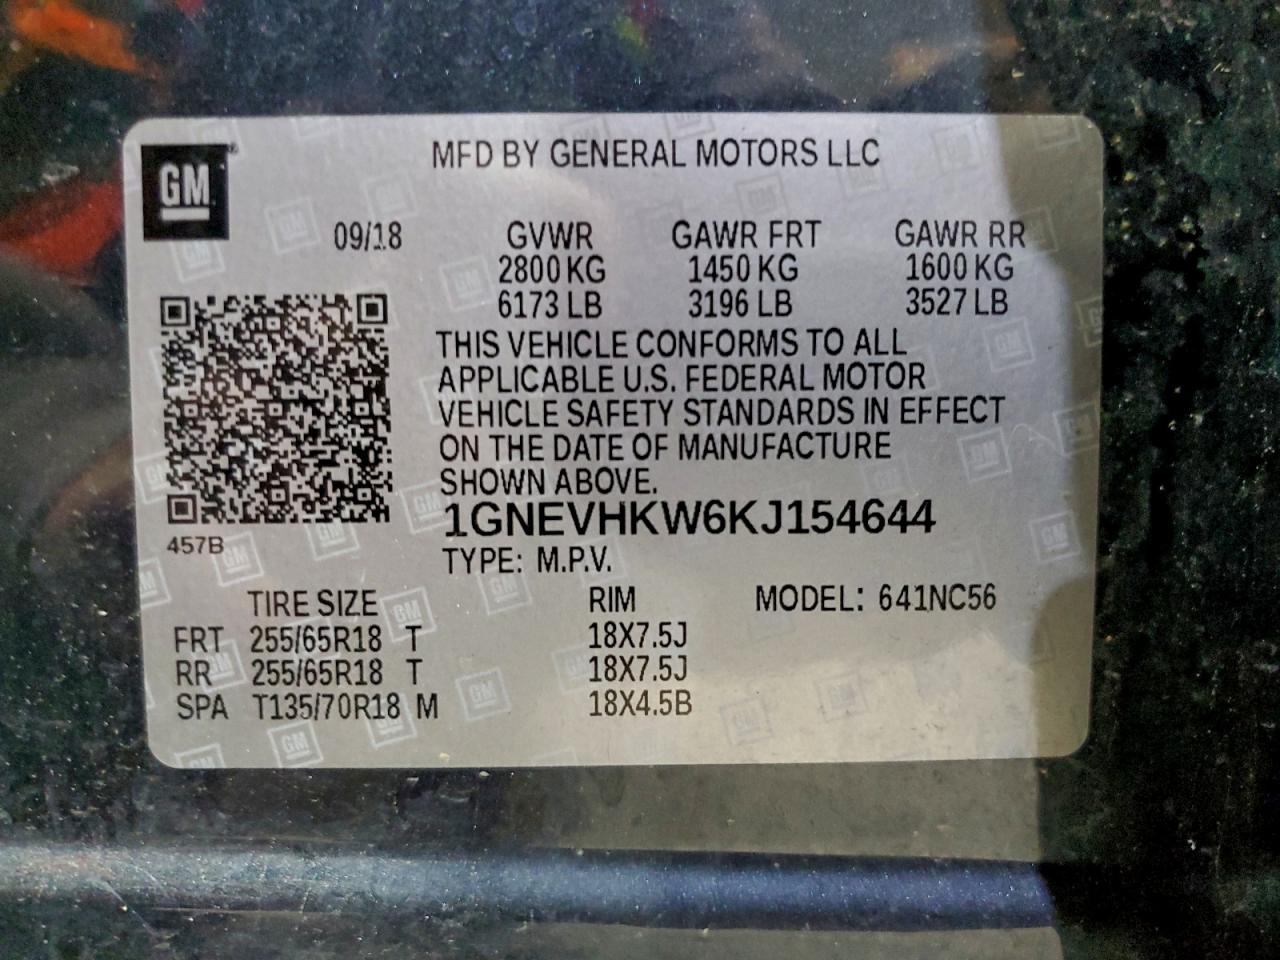 GM
MFD BY GENERAL MOTORS LLC
09/18 GVWR GAWR FRT GAWR RR
2800 KG 1450 KG 1600 KG
6173 LB 3196 LB 3527 LB
THIS VEHICLE CONFORMS TO ALL
APPLICABLE U.S. FEDERAL MOTOR
VEHICLE SAFETY STANDARDS IN EFFECT
ON THE DATE OF MANUFACTURE
SHOWN ABOVE.
1GNEVHKW6KJ154644
457B
TYPE: M.P.V.
TIRE SIZE RIM MODEL: 641NC56
FRT 255/65R18 T 18X7.5J
RR 255/65R18 T 18X7.5J
SPA T135/70R18 M 18X4.5B